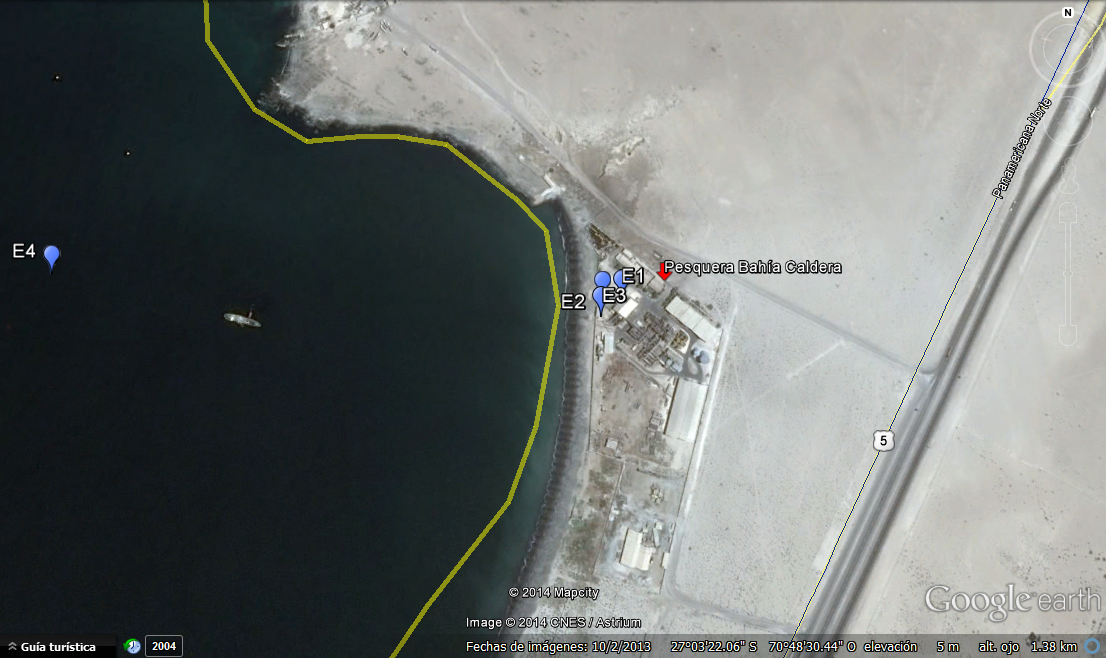 N
Panamericana Norte
E4
Pesquera Bahía Caldera
E1
E2
E3
5
© 2014 Mapcity
Google earth
Image © 2014 CNES / Astrium
Guía turística
2004
Fechas de imágenes: 10/2/2013 27°03'22.06" S 70°48'30.44" O elevación 5 m alt. ojo 1.38 km